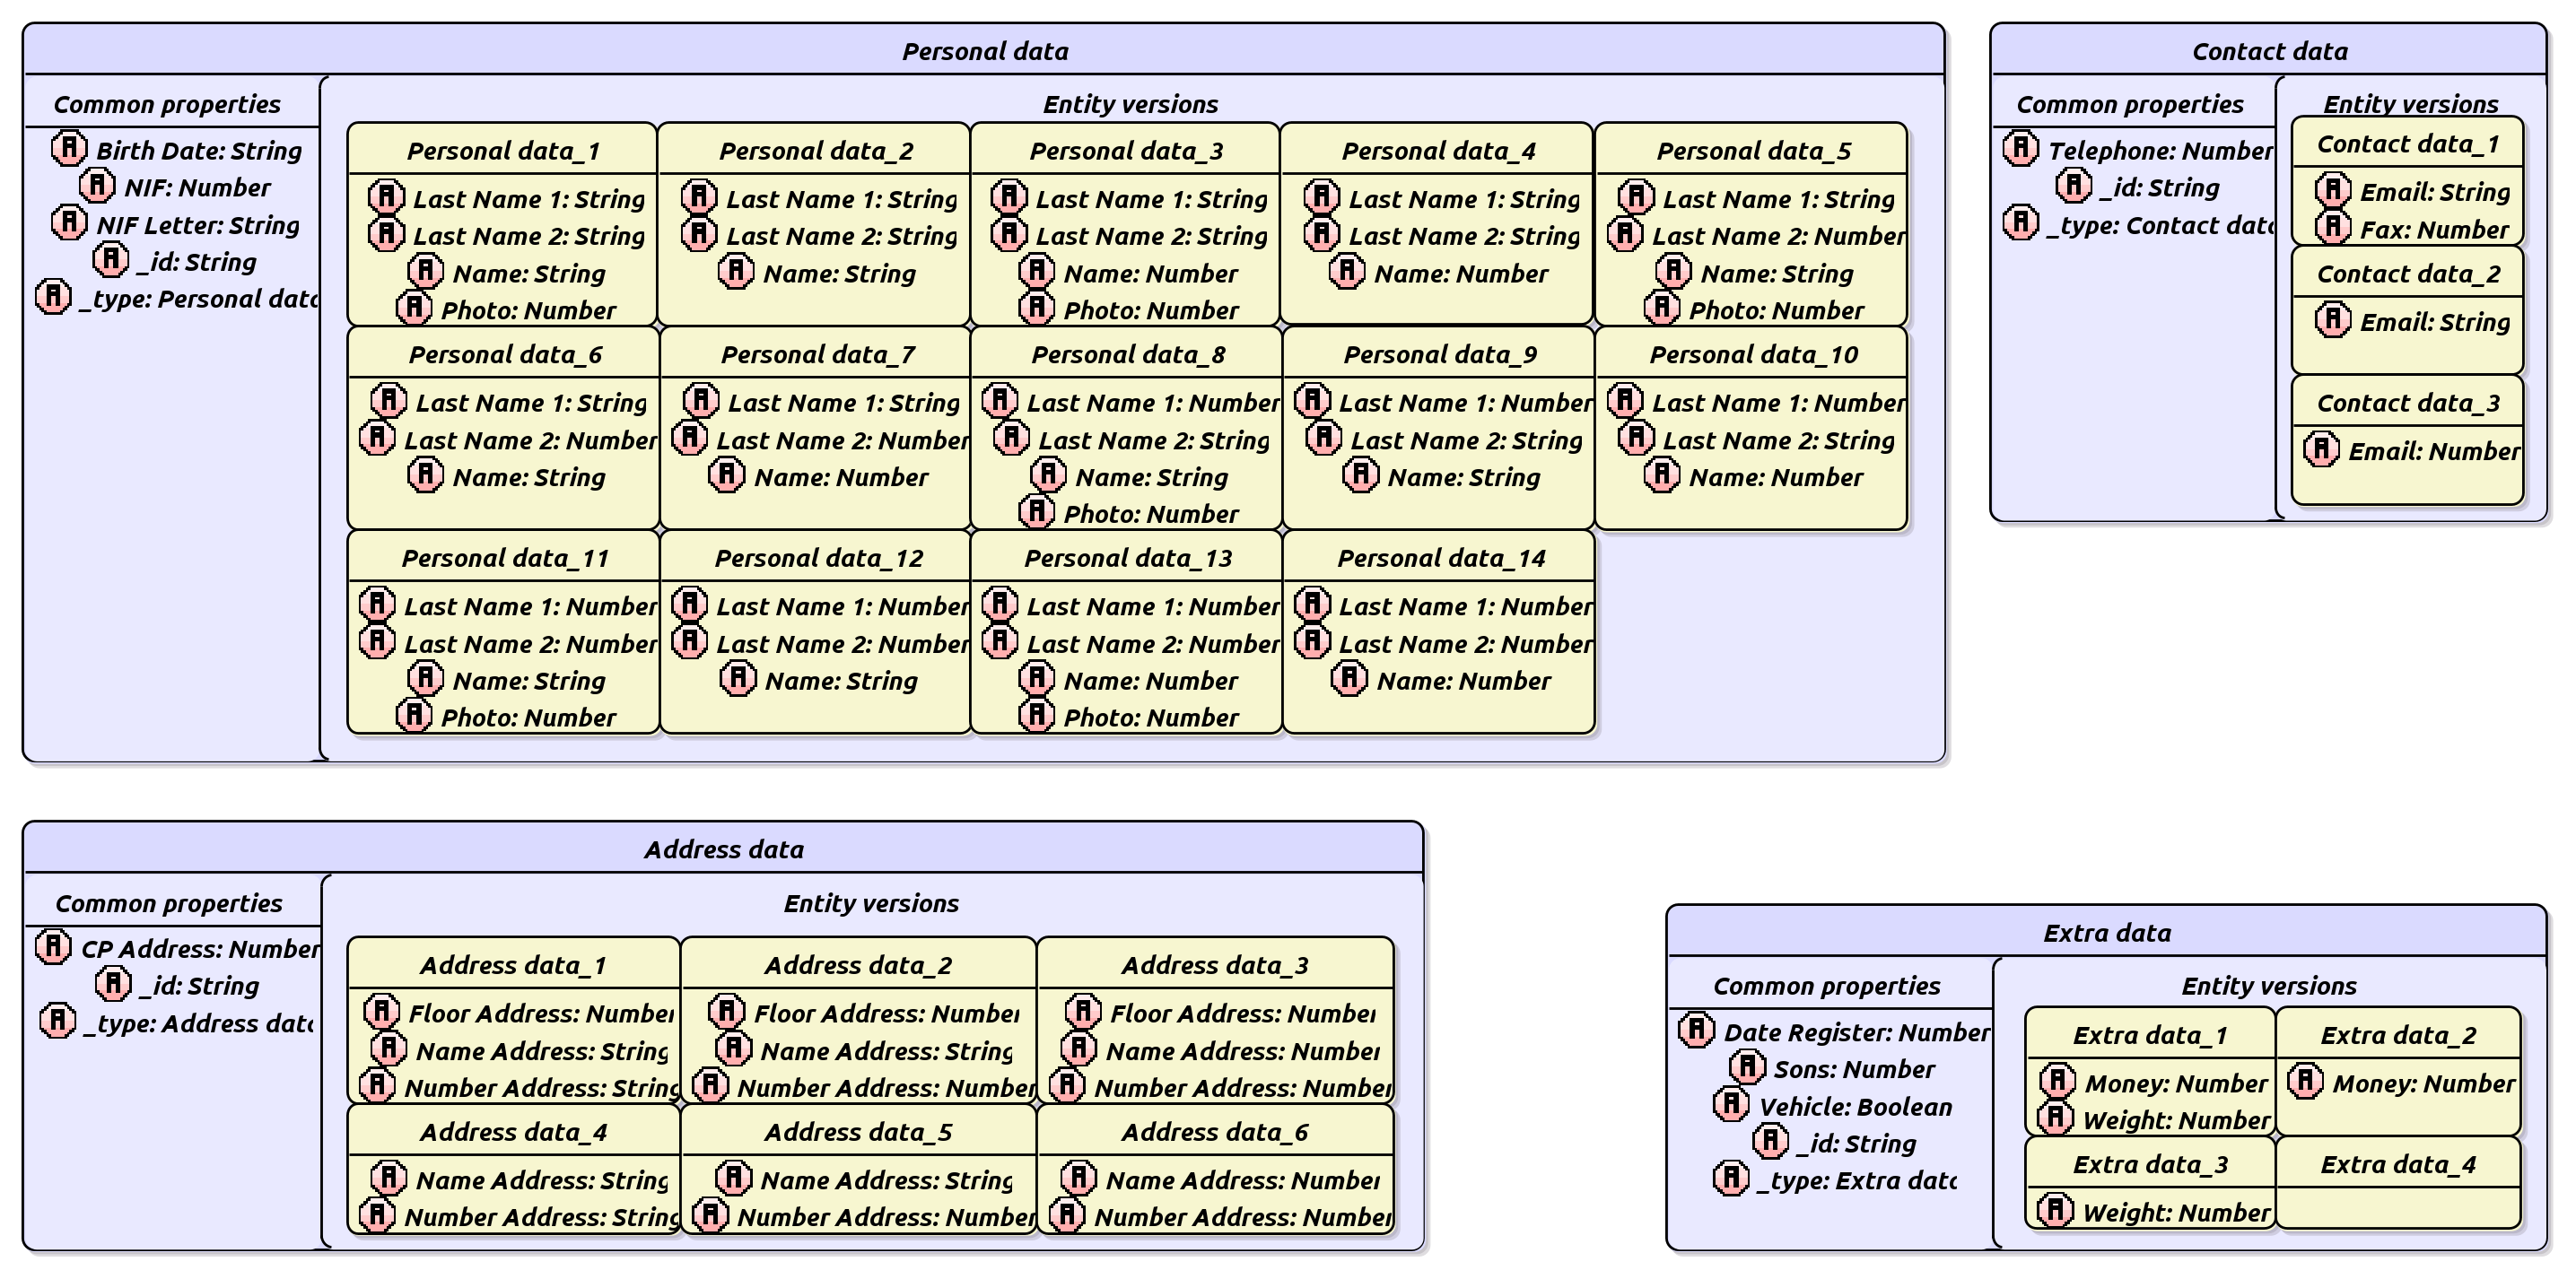 Personal data
Common properties
Birth Date: String
NIF: Number
NIF Letter: String
_id: String
_type: Personal data
Entity versions
Personal data_1
Last Name 1: String
Last Name 2: String
Name: String
Photo: Number
Personal data_2
Last Name 1: String
Last Name 2: String
Name: String
Personal data_3
Last Name 1: String
Last Name 2: String
Name: Number
Photo: Number
Personal data_4
Last Name 1: String
Last Name 2: String
Name: Number
Personal data_5
Last Name 1: String
Last Name 2: Number
Name: String
Photo: Number
Personal data_6
Last Name 1: String
Last Name 2: Number
Name: String
Personal data_7
Last Name 1: String
Last Name 2: Number
Name: Number
Personal data_8
Last Name 1: Number
Last Name 2: String
Name: String
Photo: Number
Personal data_9
Last Name 1: Number
Last Name 2: String
Name: String
Personal data_10
Last Name 1: Number
Last Name 2: String
Name: Number
Personal data_11
Last Name 1: Number
Last Name 2: Number
Name: String
Photo: Number
Personal data_12
Last Name 1: Number
Last Name 2: Number
Name: String
Personal data_13
Last Name 1: Number
Last Name 2: Number
Name: Number
Photo: Number
Personal data_14
Last Name 1: Number
Last Name 2: Number
Name: Number
Contact data
Common properties
Telephone: Number
_id: String
_type: Contact data
Entity versions
Contact data_1
Email: String
Fax: Number
Contact data_2
Email: String
Contact data_3
Email: Number
Address data
Common properties
CP Address: Number
_id: String
_type: Address data
Entity versions
Address data_1
Floor Address: Number
Name Address: String
Number Address: String
Address data_2
Floor Address: Number
Name Address: String
Number Address: Number
Address data_3
Floor Address: Number
Name Address: Number
Number Address: Number
Address data_4
Name Address: String
Number Address: String
Address data_5
Name Address: String
Number Address: Number
Address data_6
Name Address: Number
Number Address: Number
Extra data
Common properties
Date Register: Number
Sons: Number
Vehicle: Boolean
_id: String
_type: Extra data
Entity versions
Extra data_1
Money: Number
Weight: Number
Extra data_2
Money: Number
Extra data_3
Weight: Number
Extra data_4